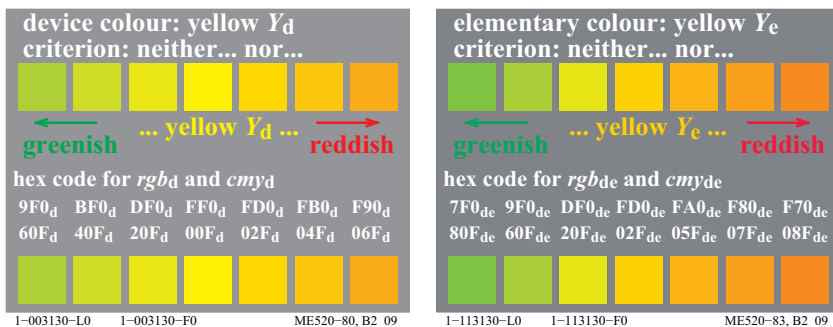 device colour: yellow Yd
criterion: neither... nor...
... yellow Yd ...
greenish
reddish
hex code for rgbd and cmyd
9F0d BF0d DF0d FF0d FD0d FB0d F90d
60Fd 40Fd 20Fd 00Fd 02Fd 04Fd 06Fd
1-003130-L0 1-003130-F0 ME520-80, B2 09
elementary colour: yellow Ye
criterion: neither... nor...
... yellow Ye ...
greenish
reddish
hex code for rgbde and cmyde
7F0de 9F0de DF0de FD0de FA0de F80de F70de
80Fde 60Fde 20Fde 02Fde 05Fde 07Fde 08Fde
1-113130-L0 1-113130-F0 ME520-83, B2 09